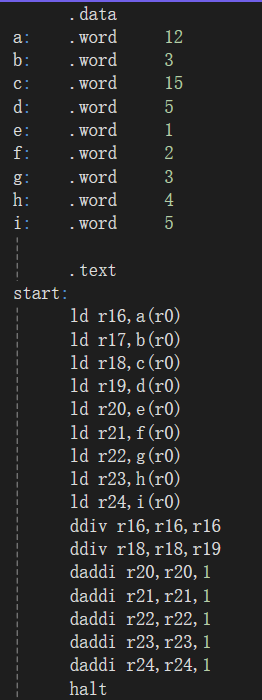 .data
a: .word 12
b: .word 3
c: .word 15
d: .word 5
e: .word 1
f: .word 2
g: .word 3
h: .word 4
i: .word 5
.text
start:
ld r16,a(r0)
ld r17,b(r0)
ld r18,c(r0)
ld r19,d(r0)
ld r20,e(r0)
ld r21,f(r0)
ld r22,g(r0)
ld r23,h(r0)
ld r24,i(r0)
ddiv r16,r16,r16
ddiv r18,r18,r19
daddi r20,r20,1
daddi r21,r21,1
daddi r22,r22,1
daddi r23,r23,1
daddi r24,r24,1
halt